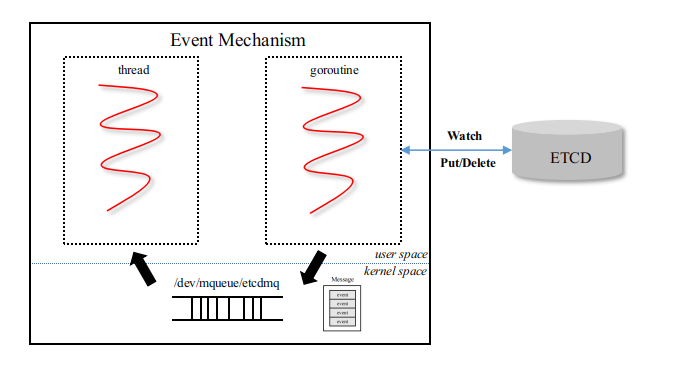 Event Mechanism
thread
goroutine
Watch
Put/Delete
ETCD
user space
kernel space
/dev/mqueue/etcdmq
Message
event
event
event
event